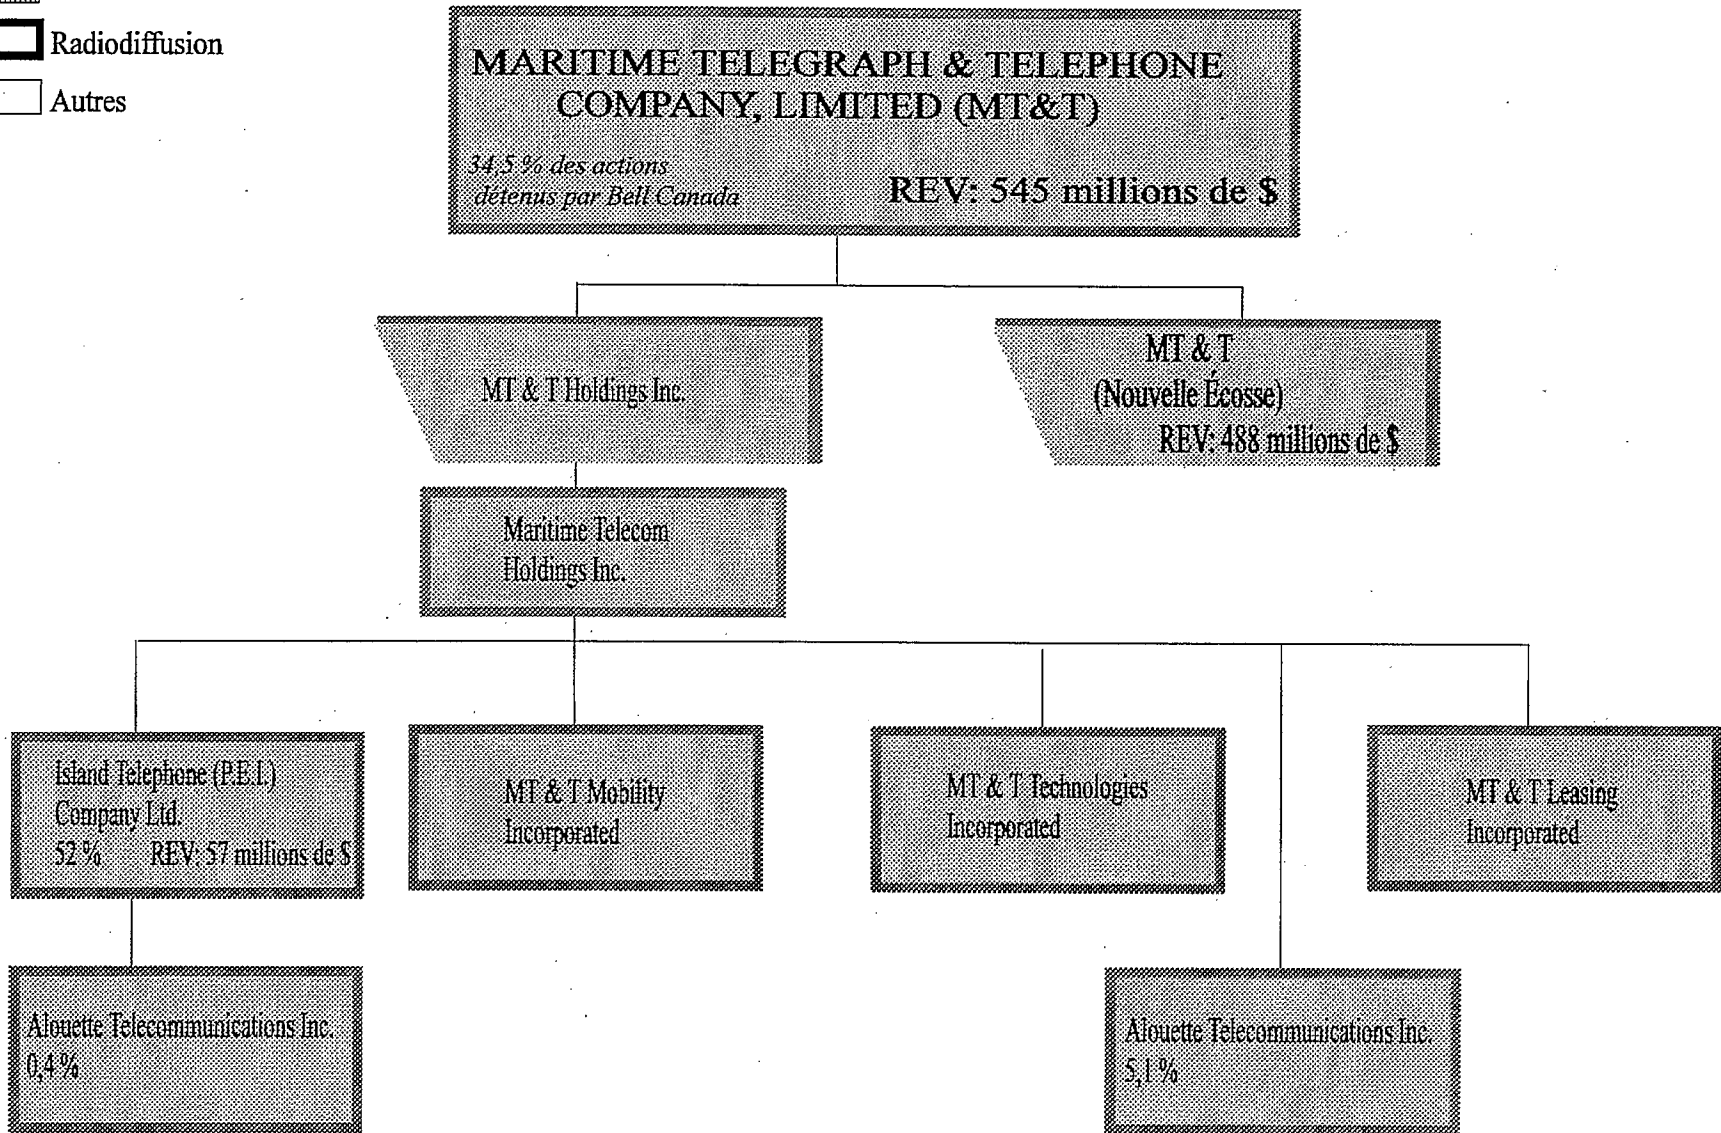 Radiodiffusion
Autres
MARITIME TELEGRAPH & TELEPHONE
COMPANY, LIMITED (MT&T)
34,5 % des actions
détenus par Bell Canada
REV: 545 millions de $
MT & T Holdings Inc.
MT & T
(Nouvelle Écosse)
REV: 488 millions de $
Maritime Telecom
Holdings Inc.
Island Telephone (P.E.I.)
Company Ltd.
52 % REV: 57 millions de $
MT & T Mobility
Incorporated
MT & T Technologies
Incorporated
MT & T Leasing
Incorporated
Alouette Telecommunications Inc.
0,4 %
Alouette Telecommunications Inc.
5,1 %